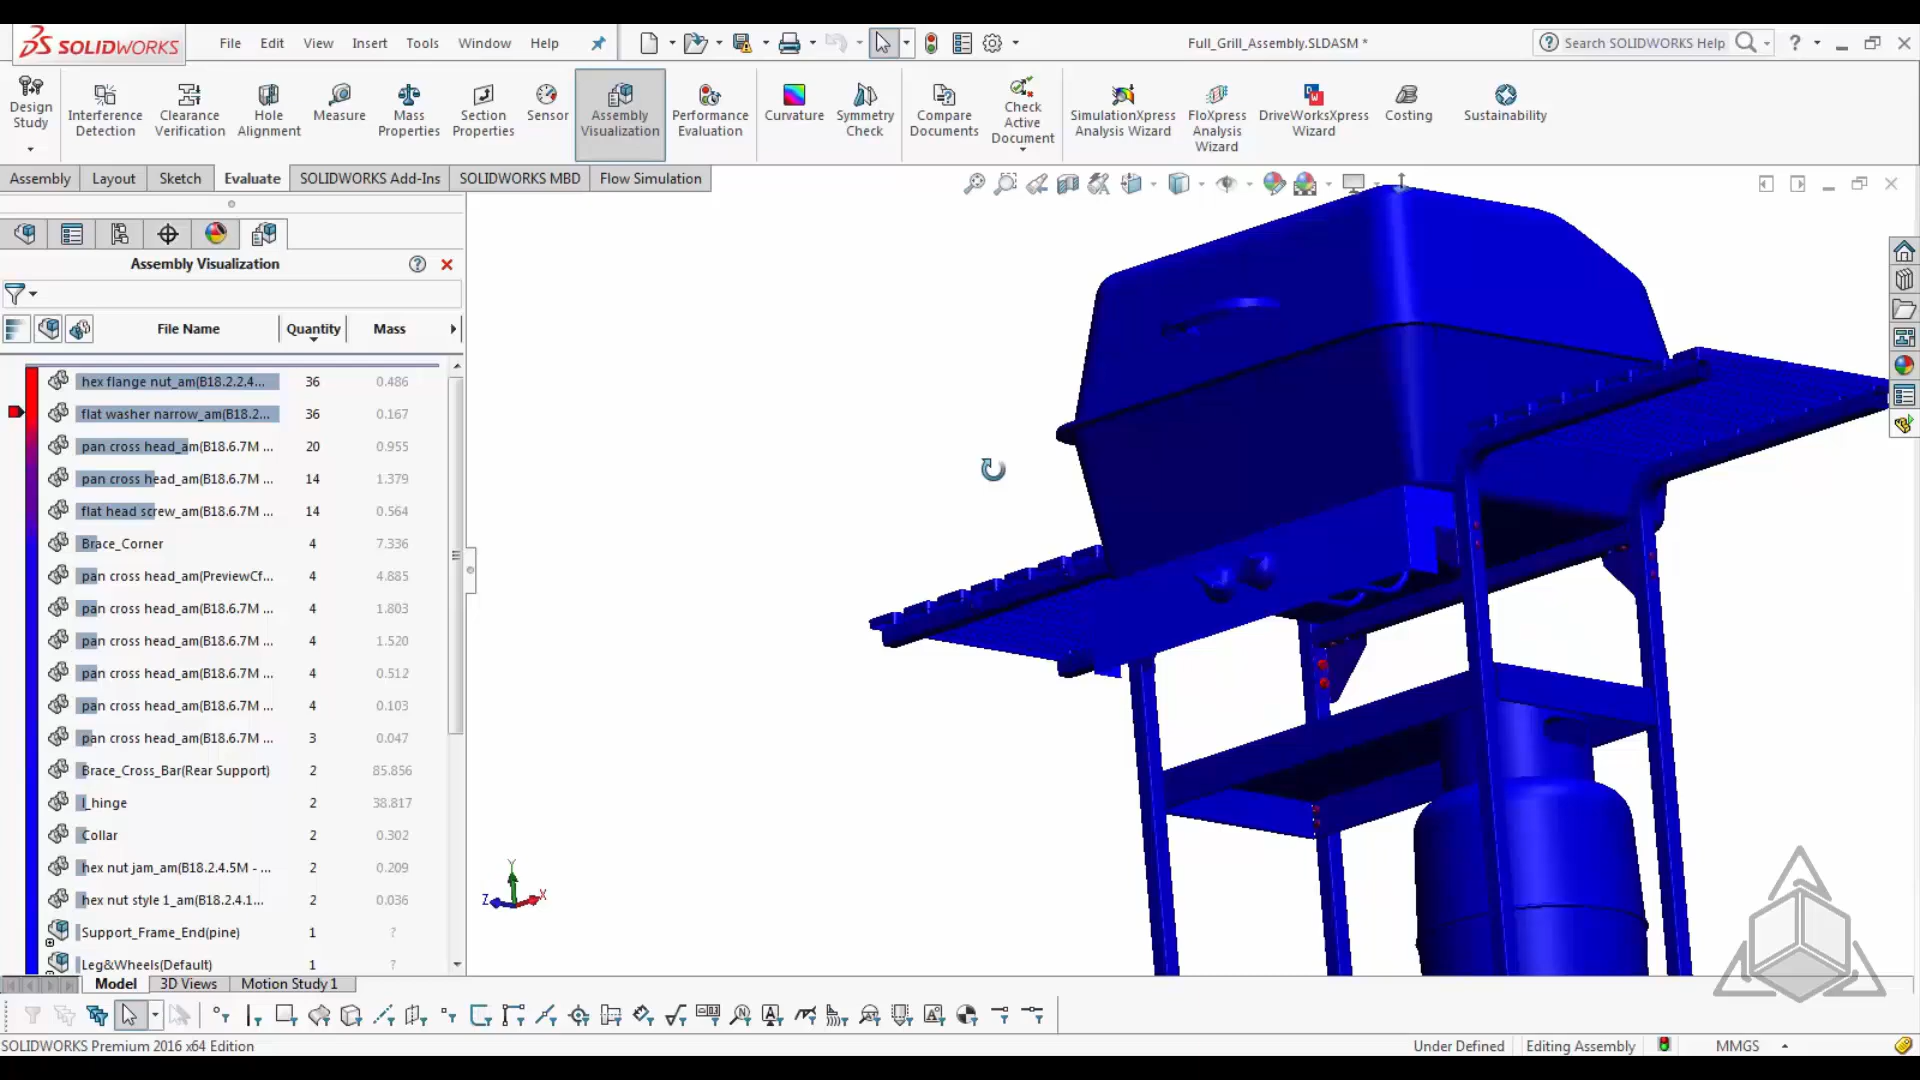 SOLIDWORKS
File Edit View Insert Tools Window Help
Full_Grill_Assembly.SLDASM *
Search SOLIDWORKS Help
?
Design Study
Interference Detection
Clearance Verification
Hole Alignment
Measure
Mass Properties
Section Properties
Sensor
Assembly Visualization
Performance Evaluation
Curvature
Symmetry Check
Compare Documents
Check Active Document
SimulationXpress Analysis Wizard
FloXpress Analysis Wizard
DriveWorksXpress Wizard
Costing
Sustainability
Assembly Layout Sketch Evaluate SOLIDWORKS Add-Ins SOLIDWORKS MBD Flow Simulation
Assembly Visualization
File Name Quantity Mass
hex flange nut_am(B18.2.2.4... 36 0.486
flat washer narrow_am(B18.2... 36 0.167
pan cross head_am(B18.6.7M ... 20 0.955
pan cross head_am(B18.6.7M ... 14 1.379
flat head screw_am(B18.6.7M ... 14 0.564
Brace_Corner 4 7.336
pan cross head_am(PreviewCf... 4 4.885
pan cross head_am(B18.6.7M ... 4 1.803
pan cross head_am(B18.6.7M ... 4 1.520
pan cross head_am(B18.6.7M ... 4 0.512
pan cross head_am(B18.6.7M ... 4 0.103
pan cross head_am(B18.6.7M ... 3 0.047
Brace_Cross_Bar(Rear Support) 2 85.856
l_hinge 2 38.817
Collar 2 0.302
hex nut jam_am(B18.2.4.5M - ... 2 0.209
hex nut style 1_am(B18.2.4.1... 2 0.036
Support_Frame_End(pine) 1 ?
Leg&Wheels(Default) 1 ?
Y
Z X
Model 3D Views Motion Study 1
SOLIDWORKS Premium 2016 x64 Edition
Under Defined Editing Assembly MMGS